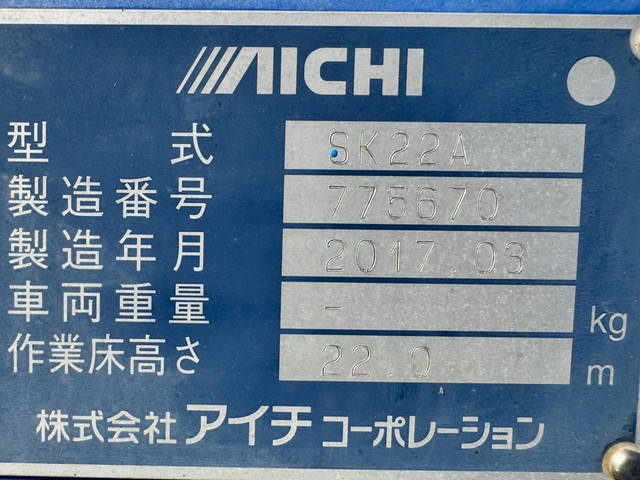 AICHI
型式 SK22A
製造番号 775670
製造年月 2017.03
車両重量 - kg
作業床高さ 22.0 m
株式会社アイチコーポレーション